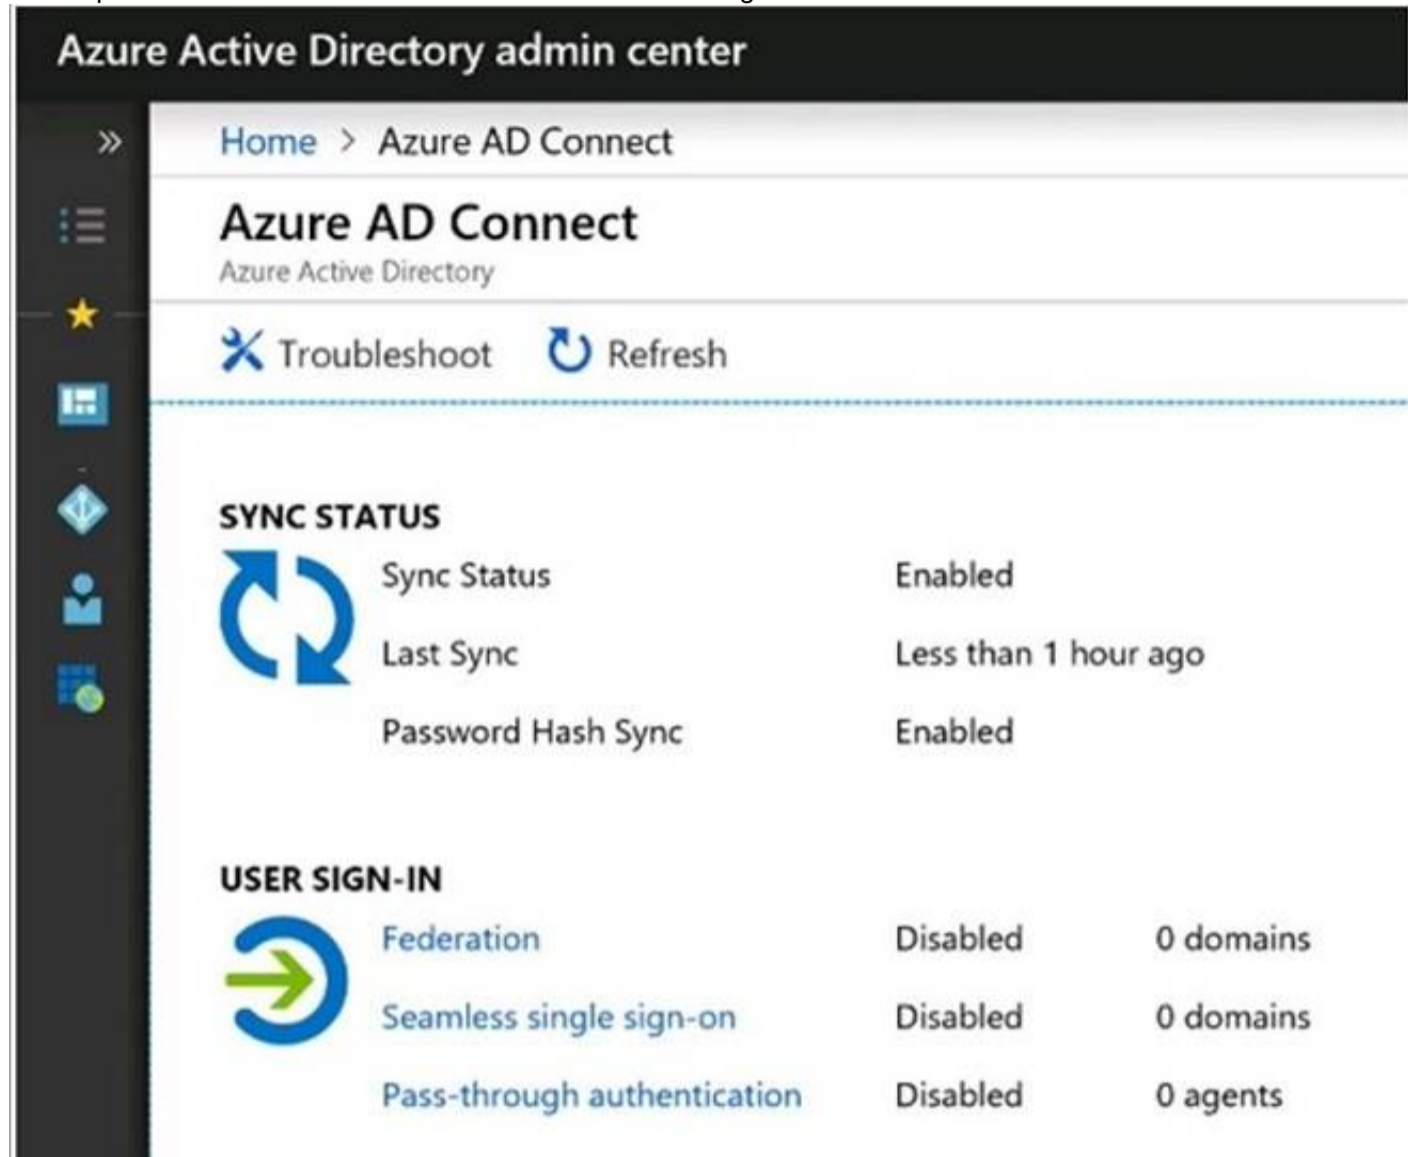 Azure Active Directory admin center
Home > Azure AD Connect
Azure AD Connect
Azure Active Directory
Troubleshoot Refresh
SYNC STATUS
Sync Status Enabled
Last Sync Less than 1 hour ago
Password Hash Sync Enabled
USER SIGN-IN
Federation Disabled 0 domains
Seamless single sign-on Disabled 0 domains
Pass-through authentication Disabled 0 agents